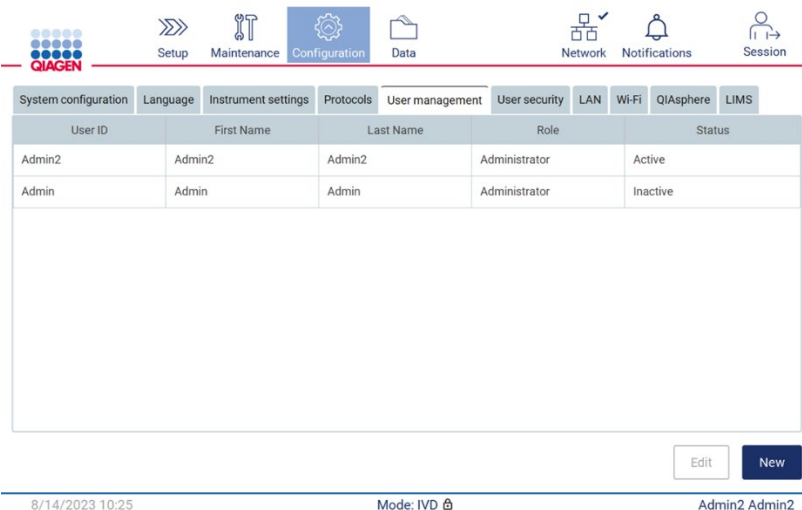 QIAGEN
Setup Maintenance Configuration Data Network Notifications Session
System configuration Language Instrument settings Protocols User management User security LAN Wi-Fi QIAsphere LIMS
User ID First Name Last Name Role Status
Admin2 Admin2 Admin2 Administrator Active
Admin Admin Admin Administrator Inactive
Edit New
8/14/2023 10:25 Mode: IVD Admin2 Admin2